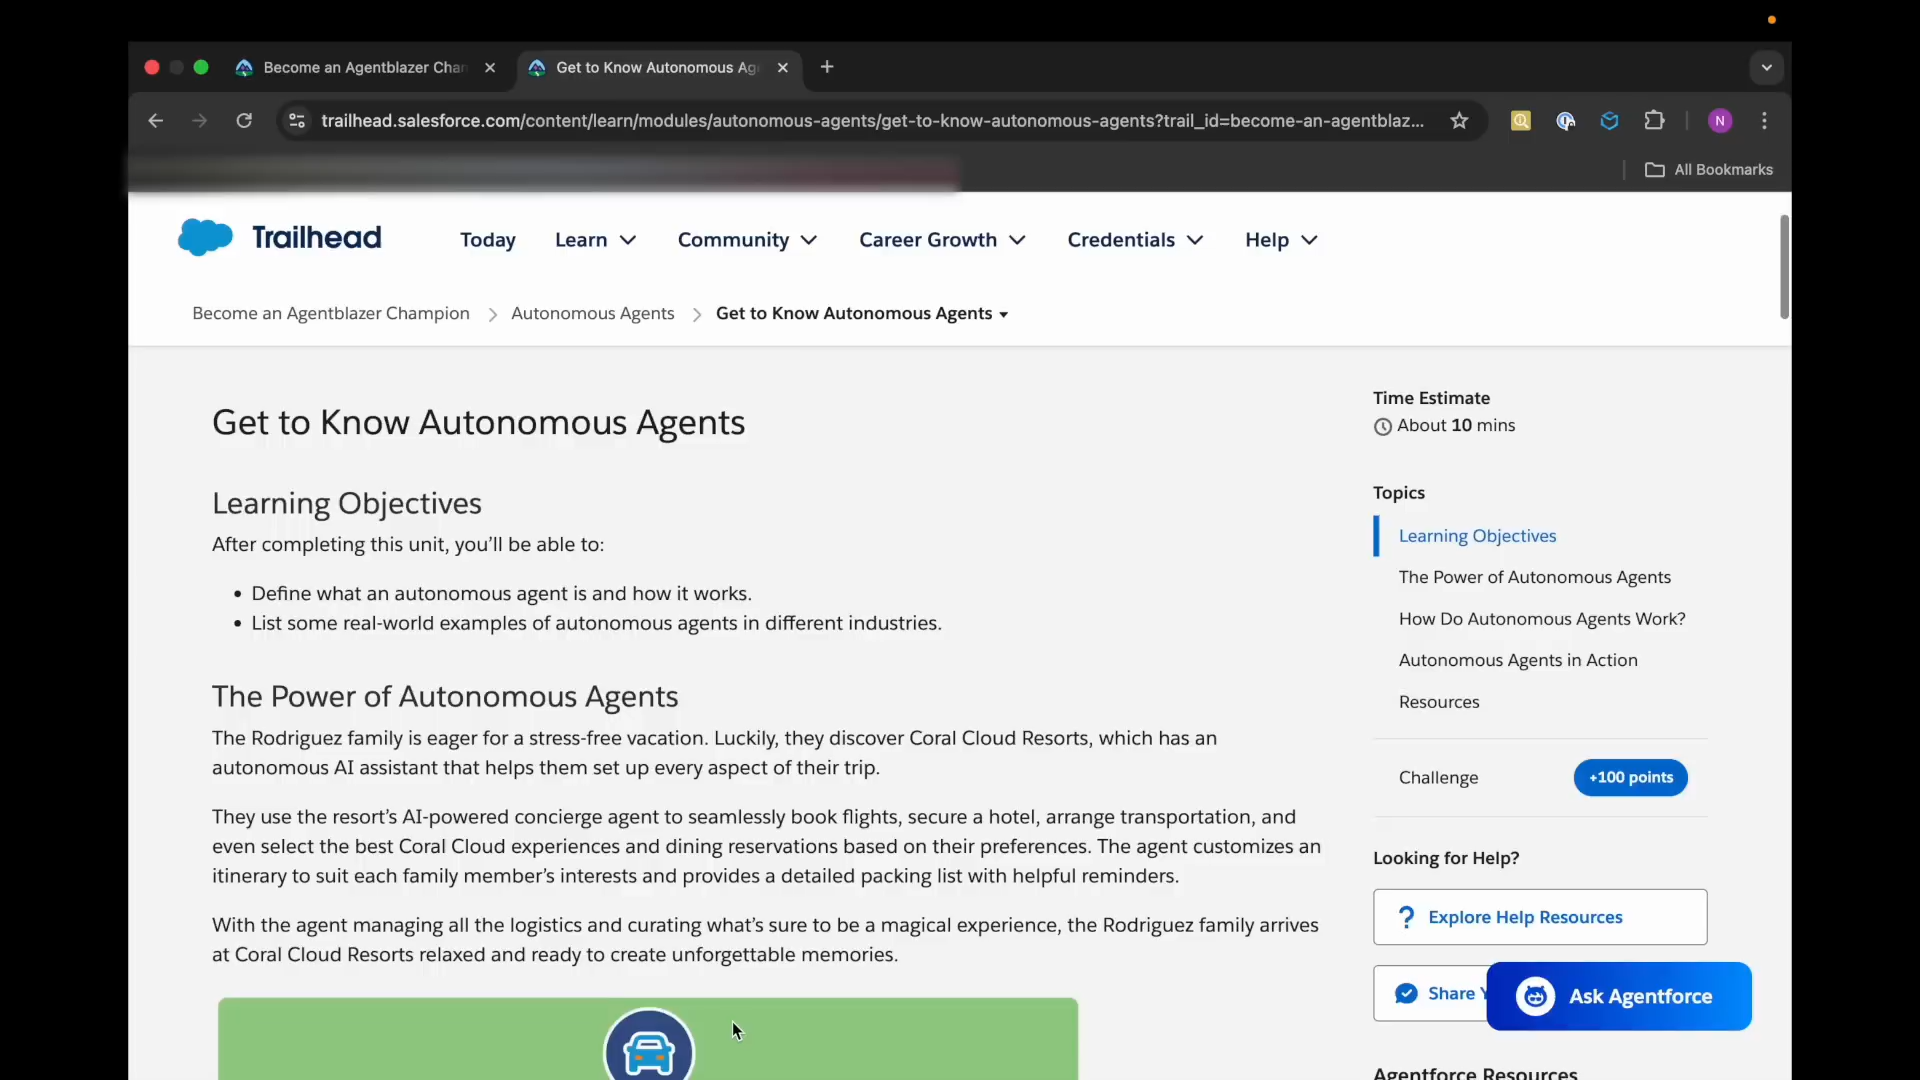 Become an Agentblazer Cha
Get to Know Autonomous Ag
trailhead.salesforce.com/content/learn/modules/autonomous-agents/get-to-know-autonomous-agents?trail_id=become-an-agentblaz...
N
All Bookmarks
Trailhead
Today
Learn
Community
Career Growth
Credentials
Help
Become an Agentblazer Champion
Autonomous Agents
Get to Know Autonomous Agents
Get to Know Autonomous Agents
Learning Objectives
After completing this unit, you’ll be able to:
• Define what an autonomous agent is and how it works.
• List some real-world examples of autonomous agents in different industries.
The Power of Autonomous Agents
The Rodriguez family is eager for a stress-free vacation. Luckily, they discover Coral Cloud Resorts, which has an
autonomous AI assistant that helps them set up every aspect of their trip.
They use the resort’s AI-powered concierge agent to seamlessly book flights, secure a hotel, arrange transportation, and
even select the best Coral Cloud experiences and dining reservations based on their preferences. The agent customizes an
itinerary to suit each family member’s interests and provides a detailed packing list with helpful reminders.
With the agent managing all the logistics and curating what’s sure to be a magical experience, the Rodriguez family arrives
at Coral Cloud Resorts relaxed and ready to create unforgettable memories.
Time Estimate
About 10 mins
Topics
Learning Objectives
The Power of Autonomous Agents
How Do Autonomous Agents Work?
Autonomous Agents in Action
Resources
Challenge
+100 points
Looking for Help?
? Explore Help Resources
Share
Ask Agentforce
Agentforce Resources